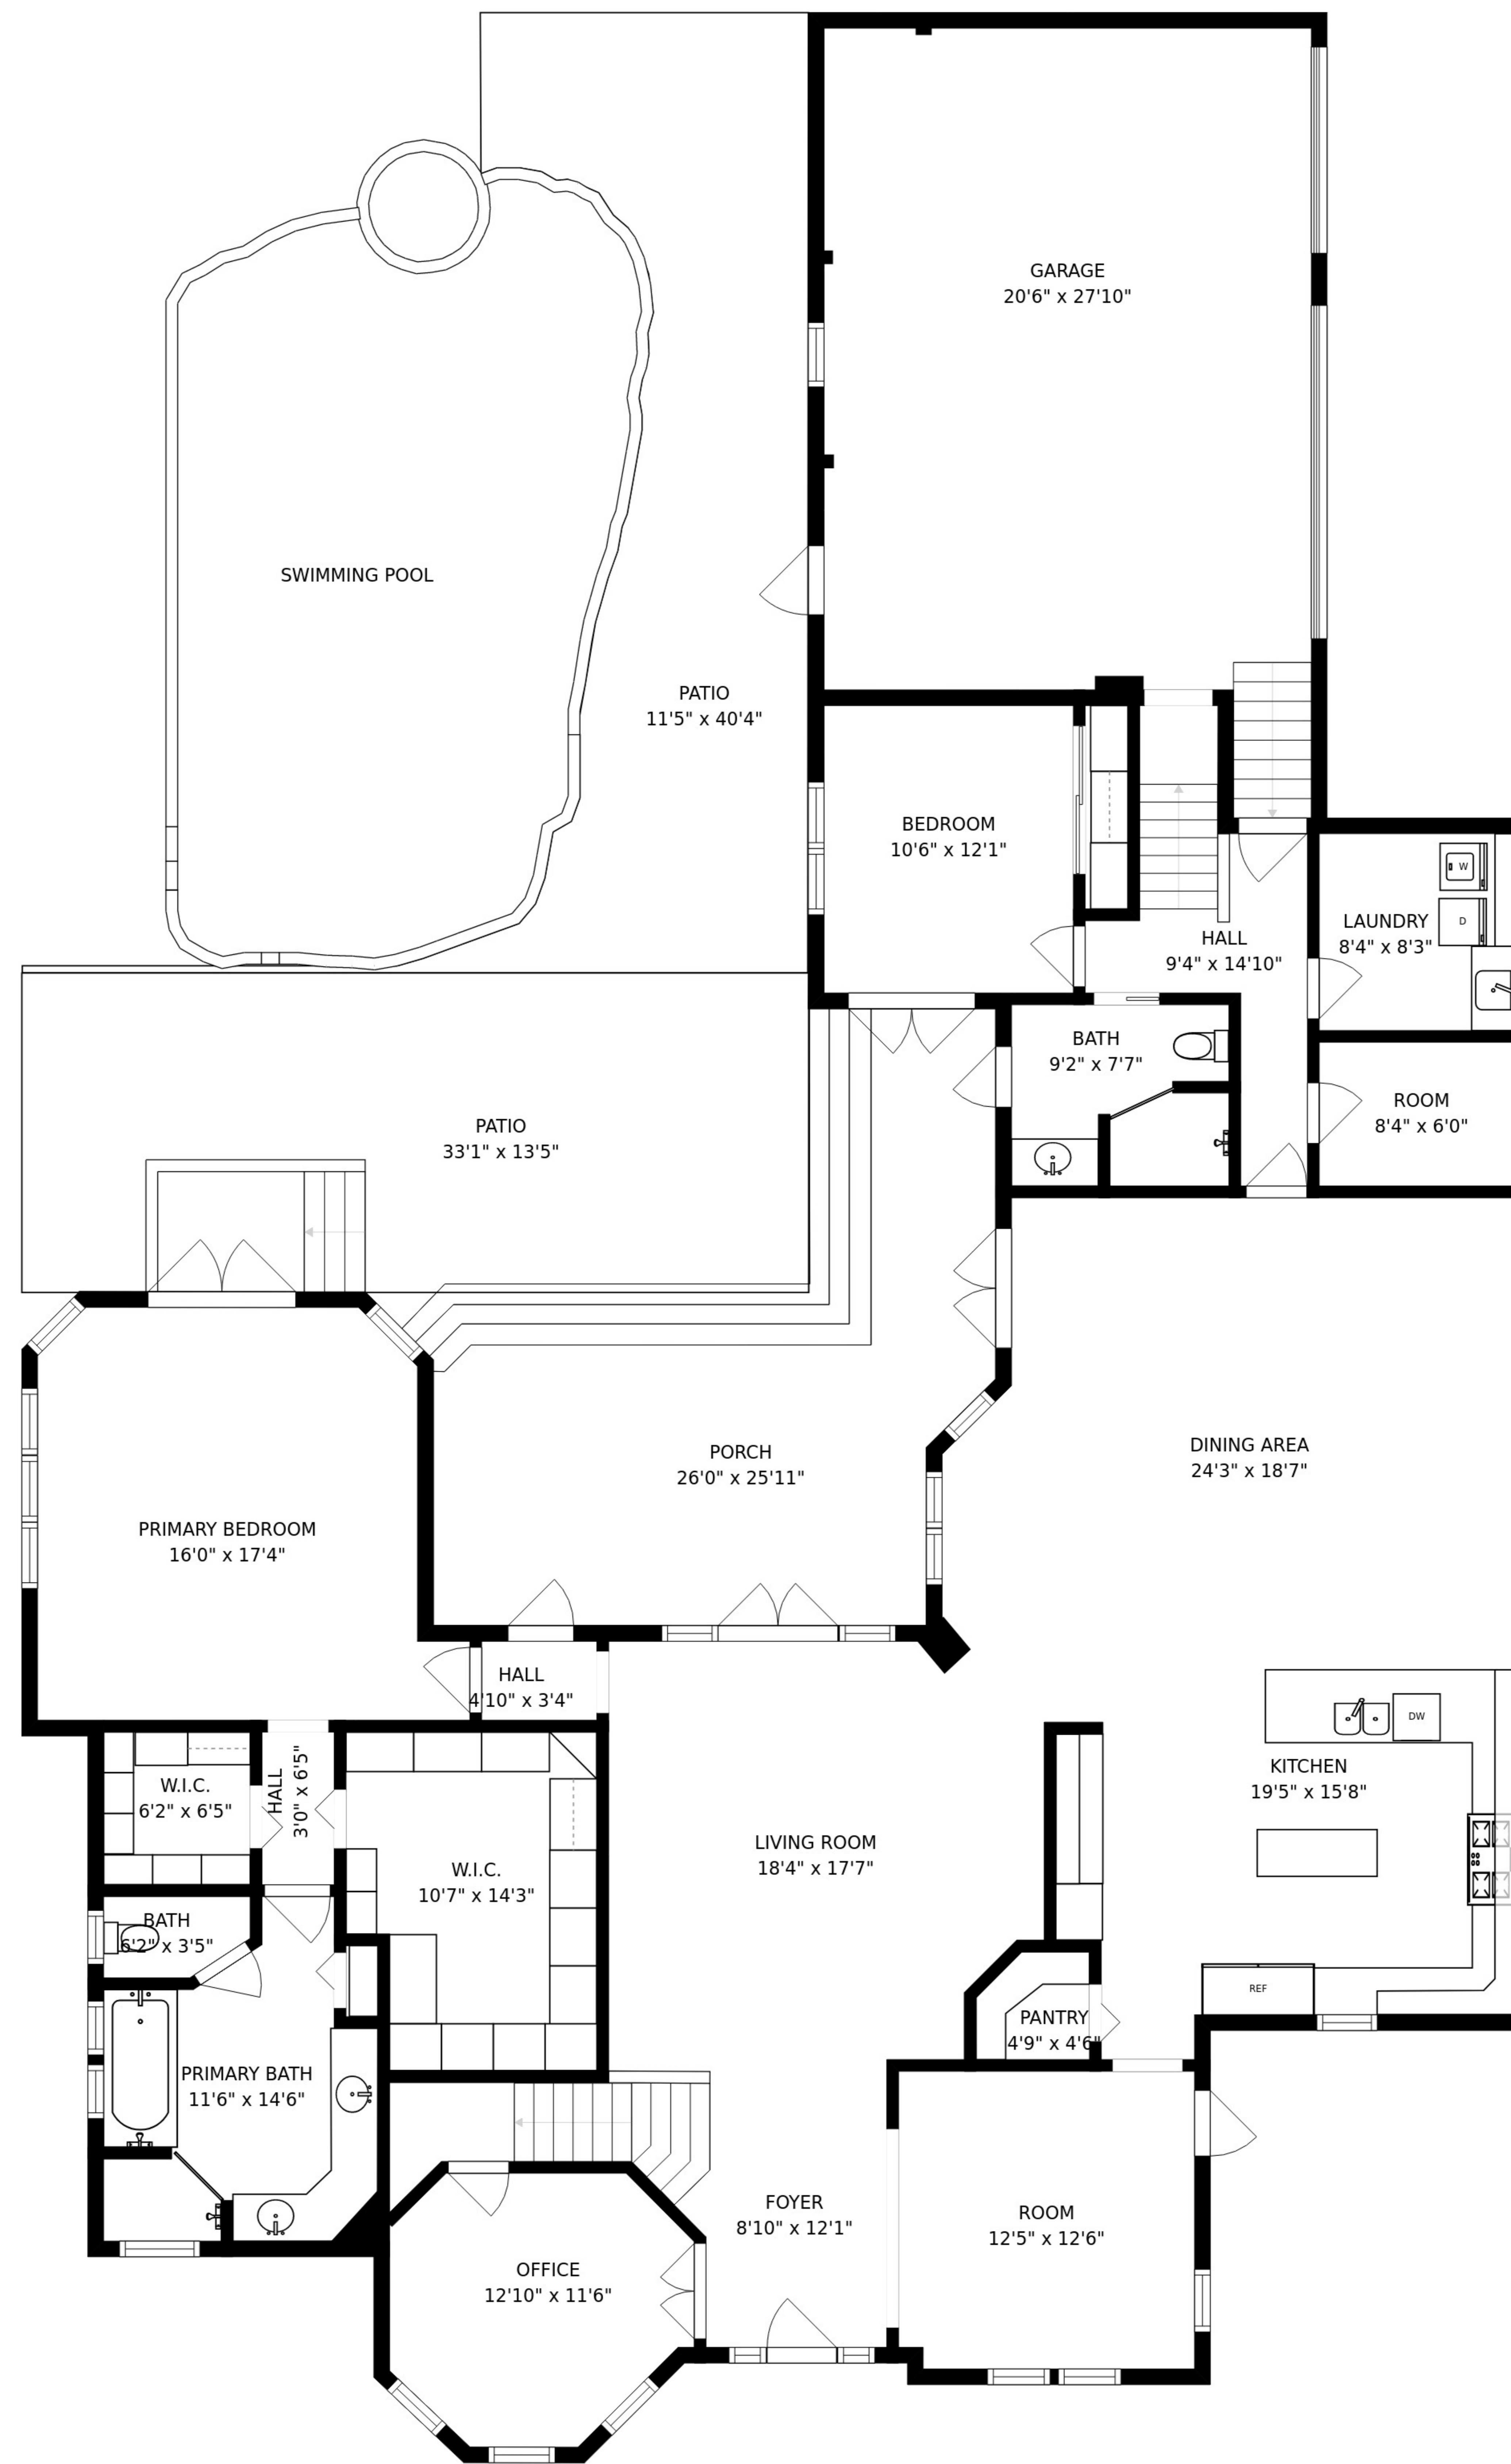 GARAGE
20'6" x 27'10"
SWIMMING POOL
PATIO
11'5" x 40'4"
BEDROOM
10'6" x 12'1"
W
D
LAUNDRY
8'4" x 8'3"
HALL
9'4" x 14'10"
BATH
9'2" x 7'7"
ROOM
8'4" x 6'0"
PATIO
33'1" x 13'5"
PORCH
26'0" x 25'11"
DINING AREA
24'3" x 18'7"
PRIMARY BEDROOM
16'0" x 17'4"
HALL
4'10" x 3'4"
DW
KITCHEN
19'5" x 15'8"
W.I.C.
6'2" x 6'5"
HALL
3'0" x 6'5"
LIVING ROOM
18'4" x 17'7"
W.I.C.
10'7" x 14'3"
BATH
6'2" x 3'5"
REF
PANTRY
4'9" x 4'6"
PRIMARY BATH
11'6" x 14'6"
FOYER
8'10" x 12'1"
ROOM
12'5" x 12'6"
OFFICE
12'10" x 11'6"